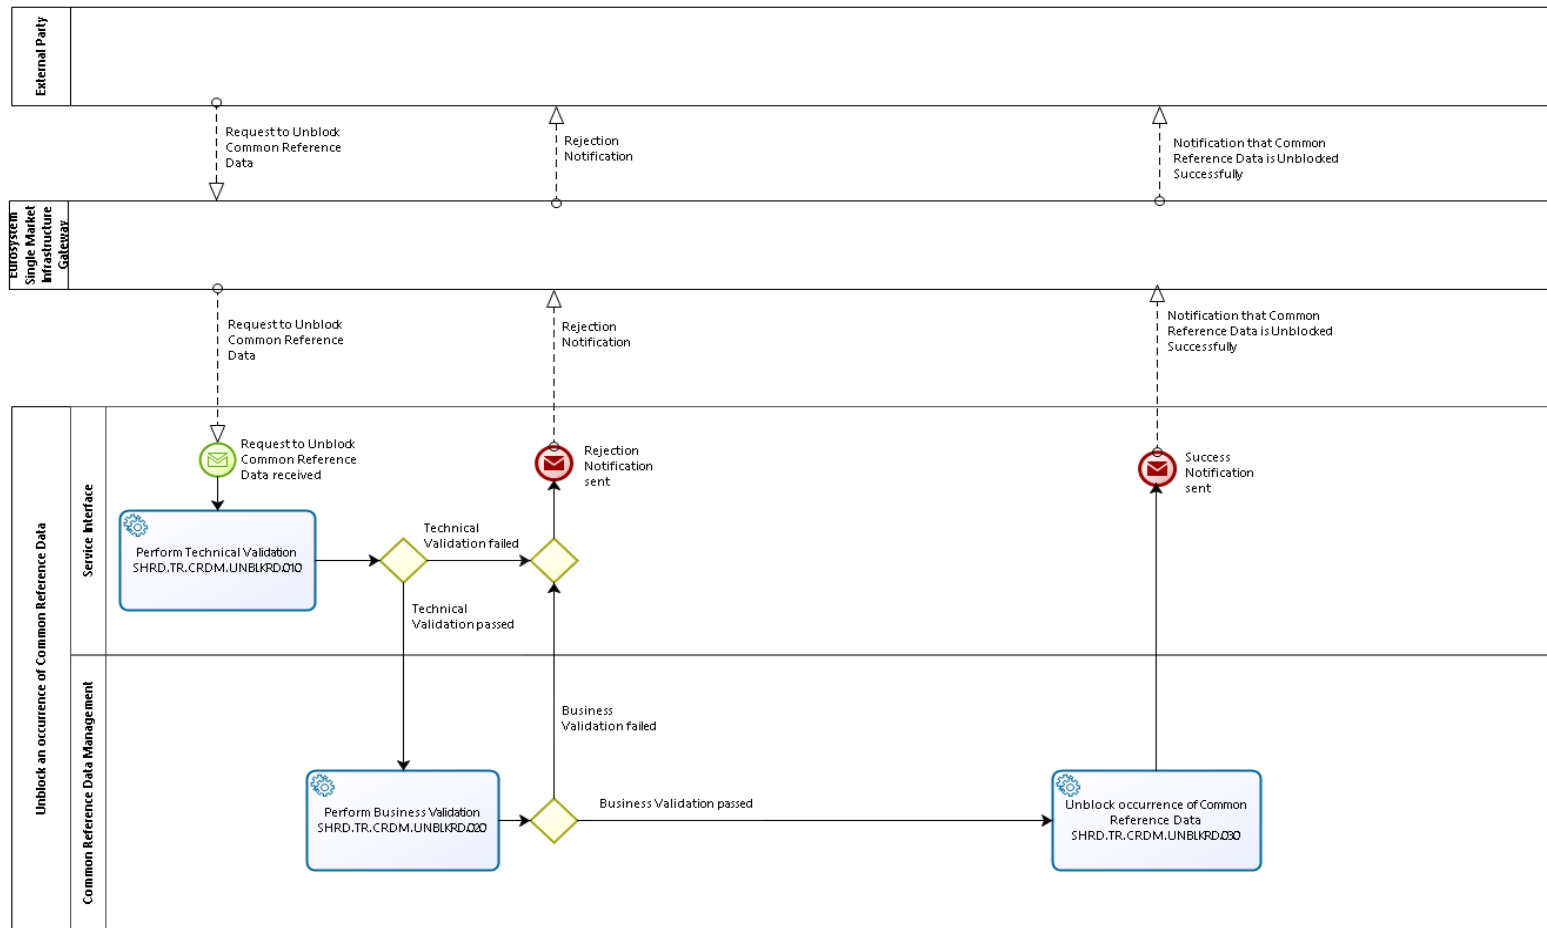 External Party
Request to Unblock
Common Reference
Data
Rejection
Notification
Notification that Common
Reference Data is Unblocked
Successfully
Eurosystem
Single Market
Infrastructure
Gateway
Request to Unblock
Common Reference
Data
Rejection
Notification
Notification that Common
Reference Data is Unblocked
Successfully
Unblock an occurrence of Common Reference Data
Service Interface
Request to Unblock
Common Reference
Data received
Rejection
Notification
sent
Success
Notification
sent
Perform Technical Validation
SHRD.TR.CRDM.UNBLKRD.010
Technical
Validation failed
Technical
Validation passed
Common Reference Data Management
Business
Validation failed
Perform Business Validation
SHRD.TR.CRDM.UNBLKRD.020
Business Validation passed
Unblock occurrence of Common
Reference Data
SHRD.TR.CRDM.UNBLKRD.030